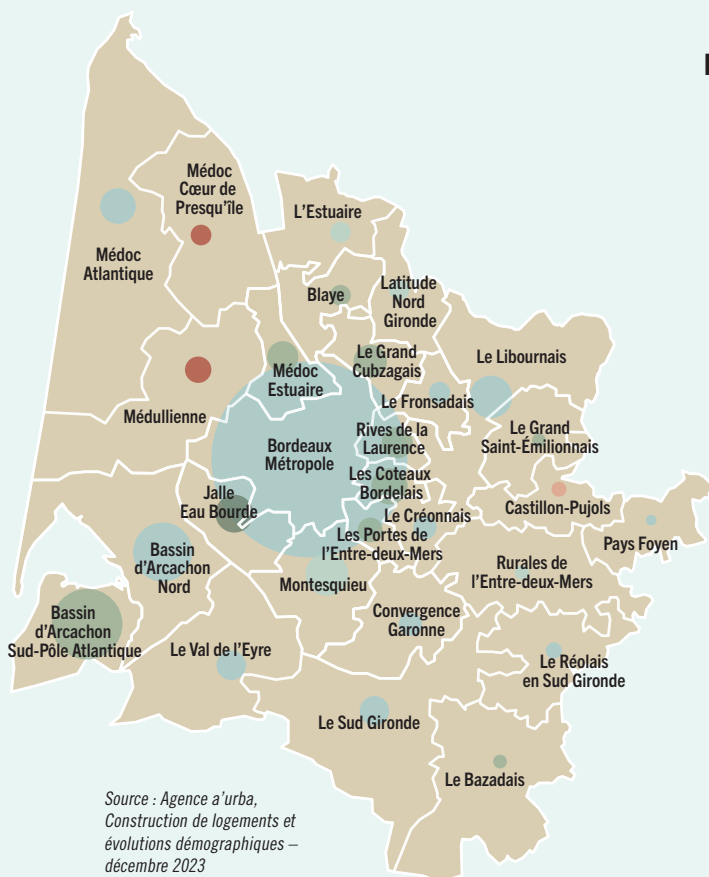 Médoc
Cœur de
Presqu'île
L'Estuaire
Médoc
Atlantique
Blaye
Latitude
Nord
Gironde
Le Grand
Cubzagais
Le Libournais
Médoc
Estuaire
Médullienne
Le Fronsadais
Bordeaux
Métropole
Rives de la
Laurence
Le Grand
Saint-Émilionnais
Les Coteaux
Bordelais
Jalle
Eau Bourde
Castillon-Pujols
Le Créonnais
Les Portes de
l'Entre-deux-Mers
Pays Foyen
Bassin
d'Arcachon
Nord
Rurales de
l'Entre-deux-Mers
Montesquieu
Convergence
Garonne
Bassin
d'Arcachon
Sud-Pôle Atlantique
Le Val de l'Eyre
Le Réolais
en Sud Gironde
Le Sud Gironde
Le Bazadais
Source : Agence a'urba,
Construction de logements et
évolutions démographiques –
décembre 2023